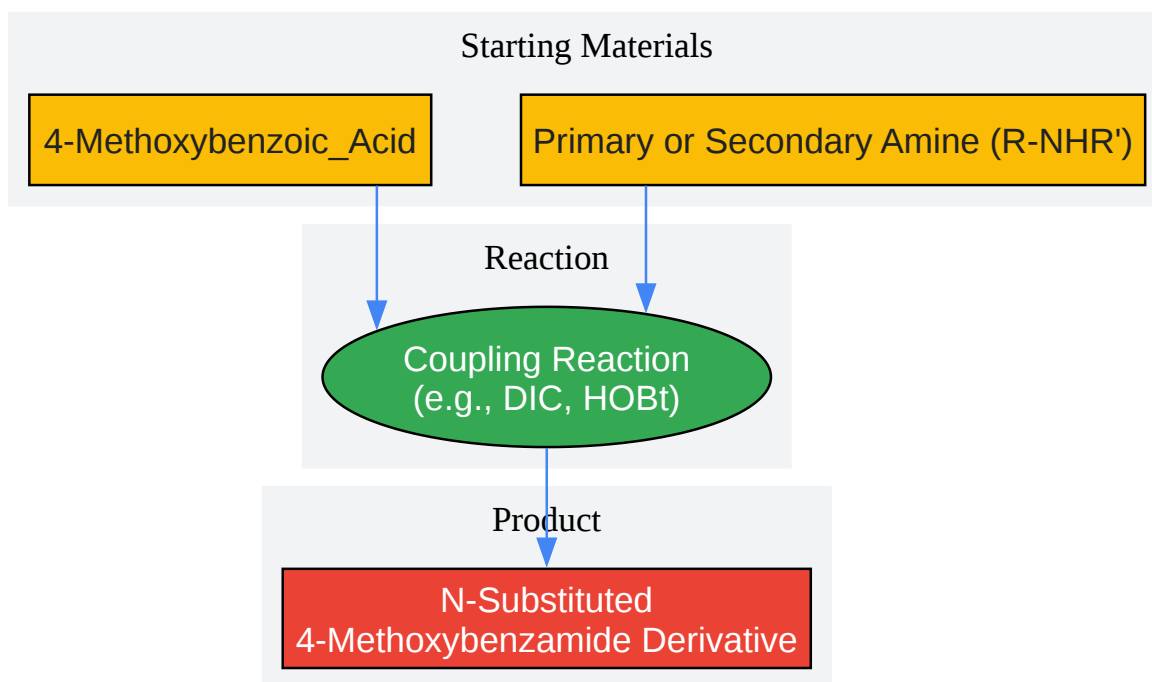 Starting Materials
4-Methoxybenzoic_Acid
Primary or Secondary Amine (R-NHR')
Reaction
Coupling Reaction
(e.g., DIC, HOBt)
Product
N-Substituted
4-Methoxybenzamide Derivative